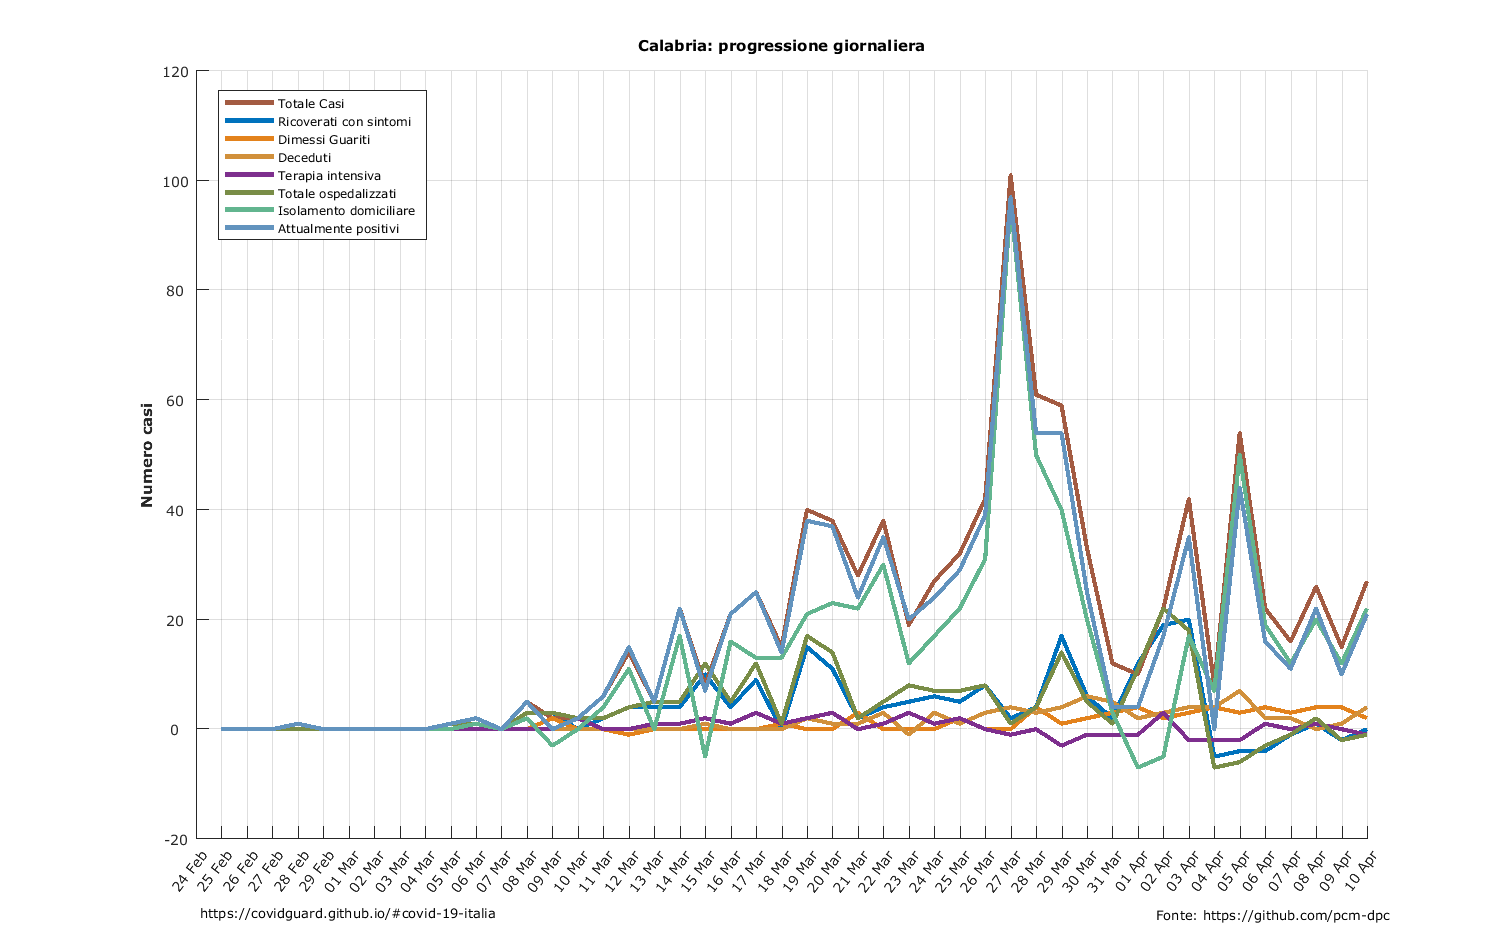 Calabria: progressione giornaliera
120
100
80
60
40
20
0
-20
Numero casi
Totale Casi
Ricoverati con sintomi
Dimessi Guariti
Deceduti
Terapia intensiva
Totale ospedalizzati
Isolamento domiciliare
Attualmente positivi
24 Feb
25 Feb
26 Feb
27 Feb
28 Feb
29 Feb
01 Mar
02 Mar
03 Mar
04 Mar
05 Mar
06 Mar
07 Mar
08 Mar
09 Mar
10 Mar
11 Mar
12 Mar
13 Mar
14 Mar
15 Mar
16 Mar
17 Mar
18 Mar
19 Mar
20 Mar
21 Mar
22 Mar
23 Mar
24 Mar
25 Mar
26 Mar
27 Mar
28 Mar
29 Mar
30 Mar
31 Mar
01 Apr
02 Apr
03 Apr
04 Apr
05 Apr
06 Apr
07 Apr
08 Apr
09 Apr
10 Apr
https://covidguard.github.io/#covid-19-italia
Fonte: https://github.com/pcm-dpc